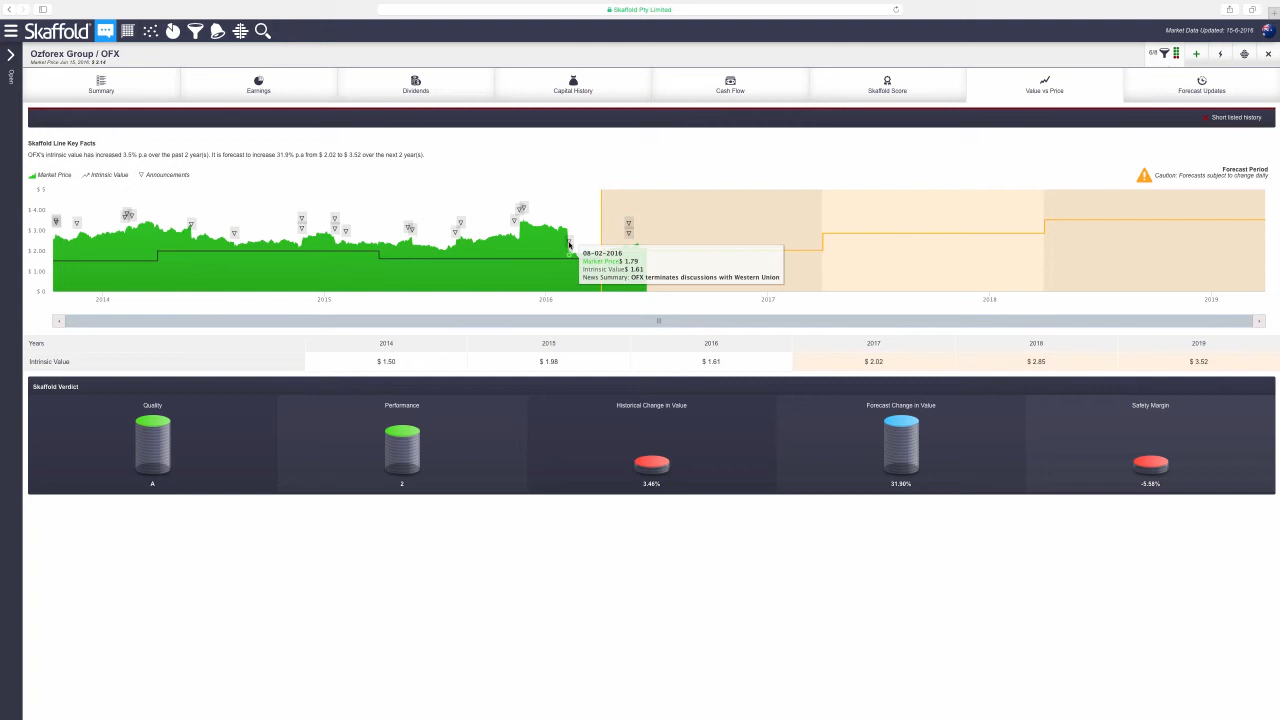 Skaffold Pty Limited
Skaffold
Market Data Updated: 15-6-2016
Open
Ozforex Group / OFX
Market Price Jun 15, 2016: $ 2.14
6/8
Summary
Earnings
Dividends
Capital History
Cash Flow
Skaffold Score
Value vs Price
Forecast Updates
Short listed history
Skaffold Line Key Facts
OFX's intrinsic value has increased 3.5% p.a over the past 2 year(s). It is forecast to increase 31.9% p.a from $ 2.02 to $ 3.52 over the next 2 year(s).
Market Price
Intrinsic Value
Announcements
Forecast Period
Caution: Forecasts subject to change daily
$ 5
$ 4.00
$ 3.00
$ 2.00
$ 1.00
$ 0
08-02-2016
Market Price$ 1.79
Intrinsic Value$ 1.61
News Summary: OFX terminates discussions with Western Union
2014
2015
2016
2017
2018
2019
Years 2014 2015 2016 2017 2018 2019
Intrinsic Value $ 1.50 $ 1.98 $ 1.61 $ 2.02 $ 2.85 $ 3.52
Skaffold Verdict
Quality
Performance
Historical Change in Value
Forecast Change in Value
Safety Margin
A
2
3.46%
31.90%
-5.58%